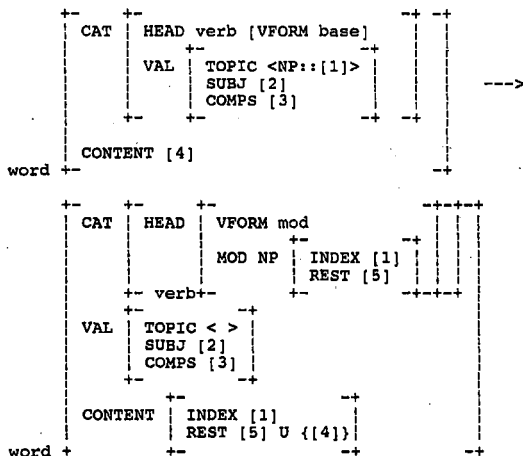 CAT HEAD verb [VFORM base]
VAL TOPIC <NP::[1]>
SUBJ [2]
COMPS [3]
--->
CONTENT [4]
word
CAT HEAD VFORM mod
MOD NP INDEX [1]
REST [5]
verb
VAL TOPIC < >
SUBJ [2]
COMPS [3]
CONTENT INDEX [1]
REST [5] U {[4]}
word